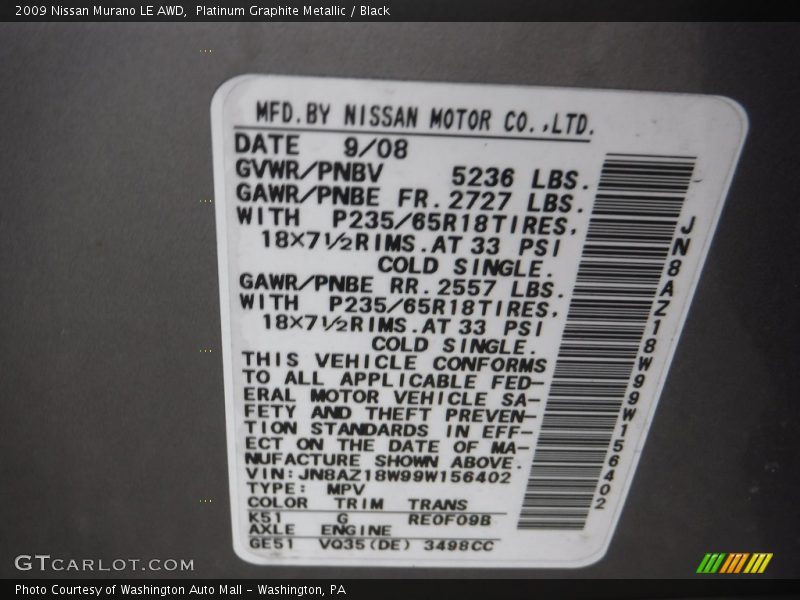 2009 Nissan Murano LE AWD,  Platinum Graphite Metallic / Black
MFD.BY NISSAN MOTOR CO.,LTD.
DATE 9/08
GVWR/PNBV 5236 LBS.
GAWR/PNBE FR. 2727 LBS.
WITH P235/65R18TIRES,
18×7½RIMS.AT 33 PSI
COLD SINGLE.
GAWR/PNBE RR. 2557 LBS.
WITH P235/65R18TIRES,
18×7½RIMS.AT 33 PSI
COLD SINGLE.
THIS VEHICLE CONFORMS
TO ALL APPLICABLE FED-
ERAL MOTOR VEHICLE SA-
FETY AND THEFT PREVEN-
TION STANDARDS IN EFF-
ECT ON THE DATE OF MA-
NUFACTURE SHOWN ABOVE.
VIN:JN8AZ18W99W156402
TYPE: MPV
COLOR TRIM TRANS
K51 G RE0F09B
AXLE ENGINE
GE51 VQ35(DE) 3498CC
JN8AZ18W99W156402
GTCARLOT.COM
Photo Courtesy of Washington Auto Mall - Washington, PA